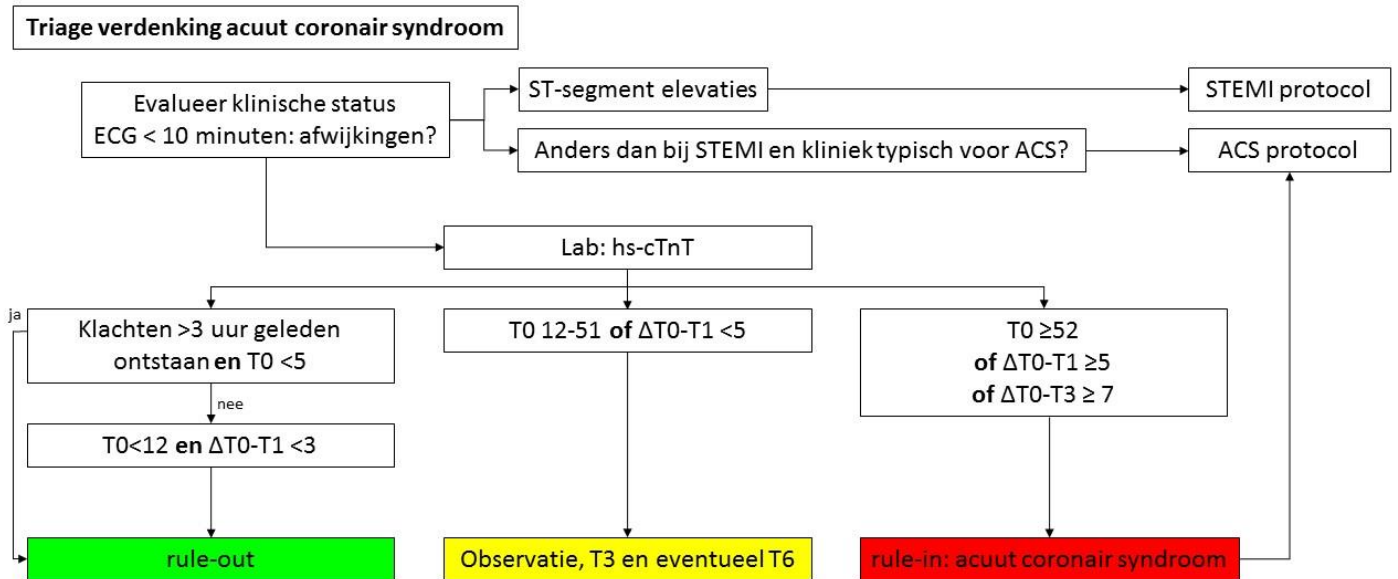 Triage verdenking acuut coronair syndroom
Evalueer klinische status
ECG < 10 minuten: afwijkingen?
ST-segment elevaties
STEMI protocol
Anders dan bij STEMI en kliniek typisch voor ACS?
ACS protocol
Lab: hs-cTnT
ja
Klachten >3 uur geleden
ontstaan en T0 <5
T0 12-51 of ΔT0-T1 <5
T0 ≥52
of ΔT0-T1 ≥5
of ΔT0-T3 ≥ 7
nee
T0<12 en ΔT0-T1 <3
rule-out
Observatie, T3 en eventueel T6
rule-in: acuut coronair syndroom